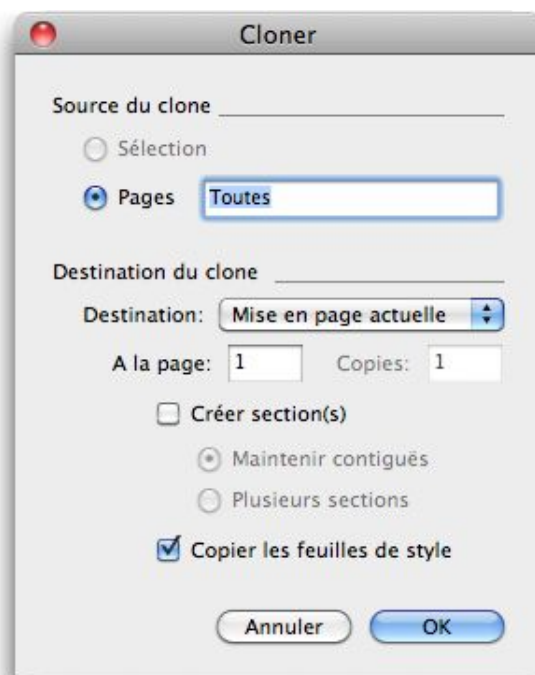 Cloner
Source du clone
Sélection
Pages Toutes
Destination du clone
Destination: Mise en page actuelle
A la page: 1 Copies: 1
Créer section(s)
Maintenir contiguës
Plusieurs sections
Copier les feuilles de style
Annuler OK